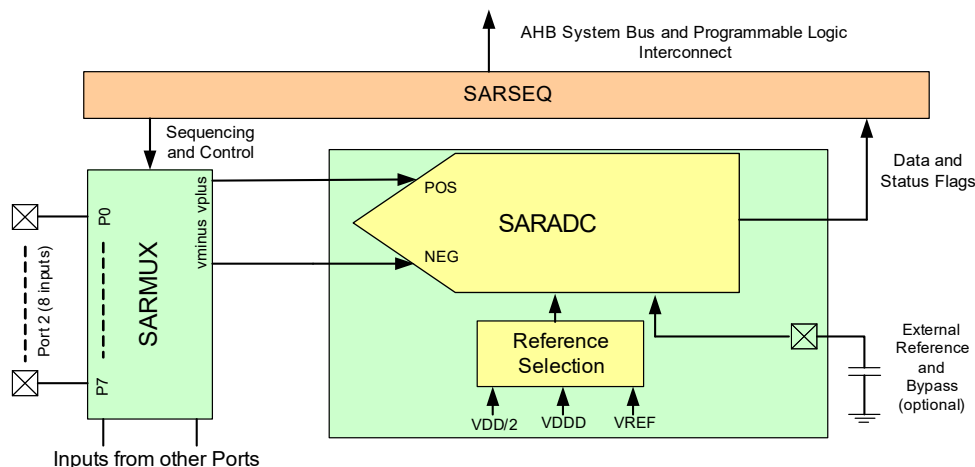 AHB System Bus and Programmable Logic
Interconnect
SARSEQ
Sequencing
and Control
Data and
Status Flags
vminus vplus
POS
P0
SARADC
SARMUX
NEG
Port 2 (8 inputs)
Reference
Selection
External
Reference
and
Bypass
(optional)
P7
VDD/2
VDDD
VREF
Inputs from other Ports